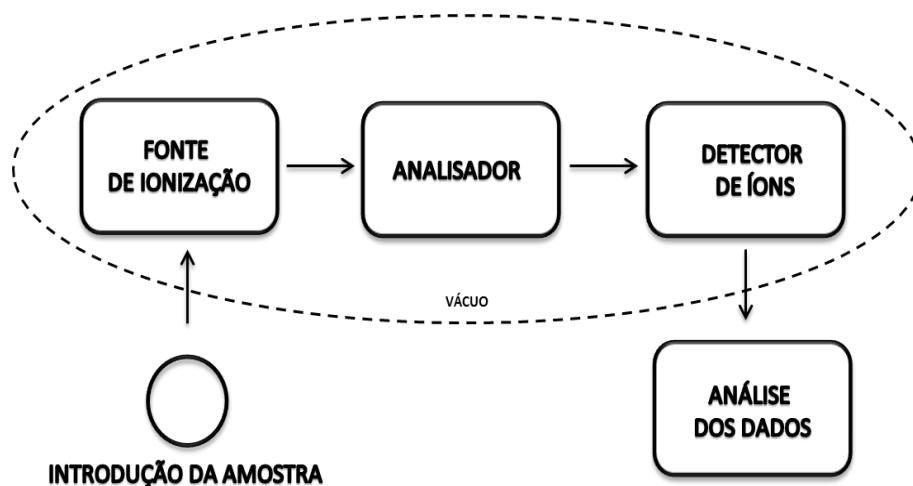 FONTE
DE IONIZAÇÃO
ANALISADOR
DETECTOR
DE ÍONS
VÁCUO
INTRODUÇÃO DA AMOSTRA
ANÁLISE
DOS DADOS